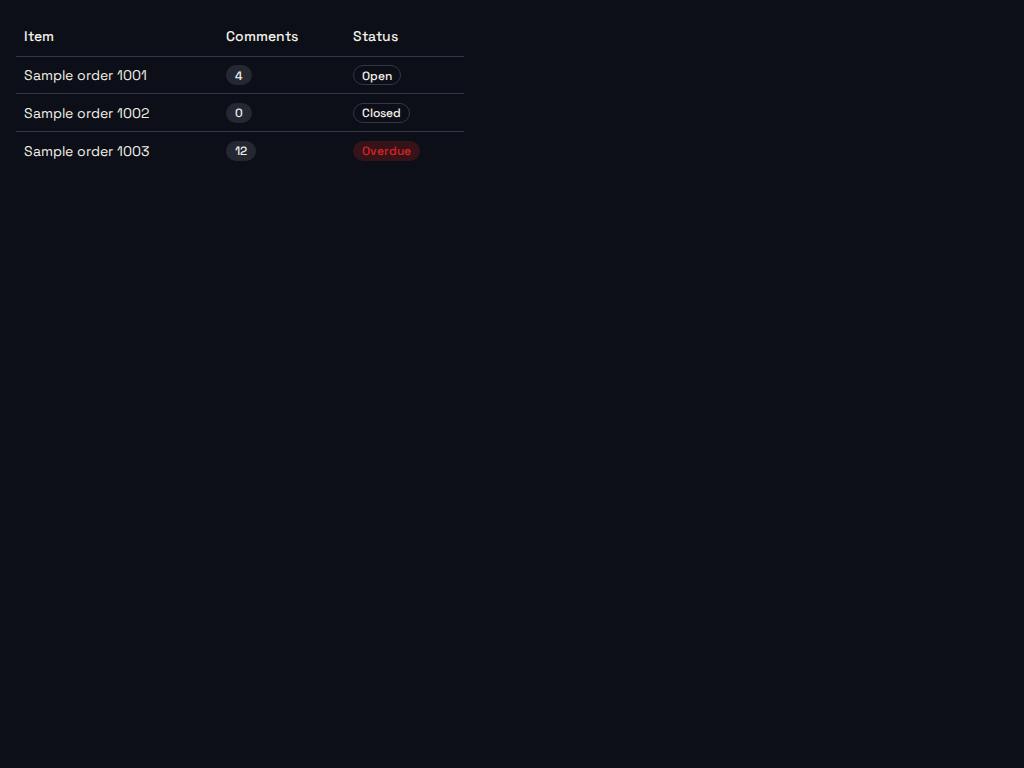 Item Comments Status
Sample order 1001 4 Open
Sample order 1002 0 Closed
Sample order 1003 12 Overdue